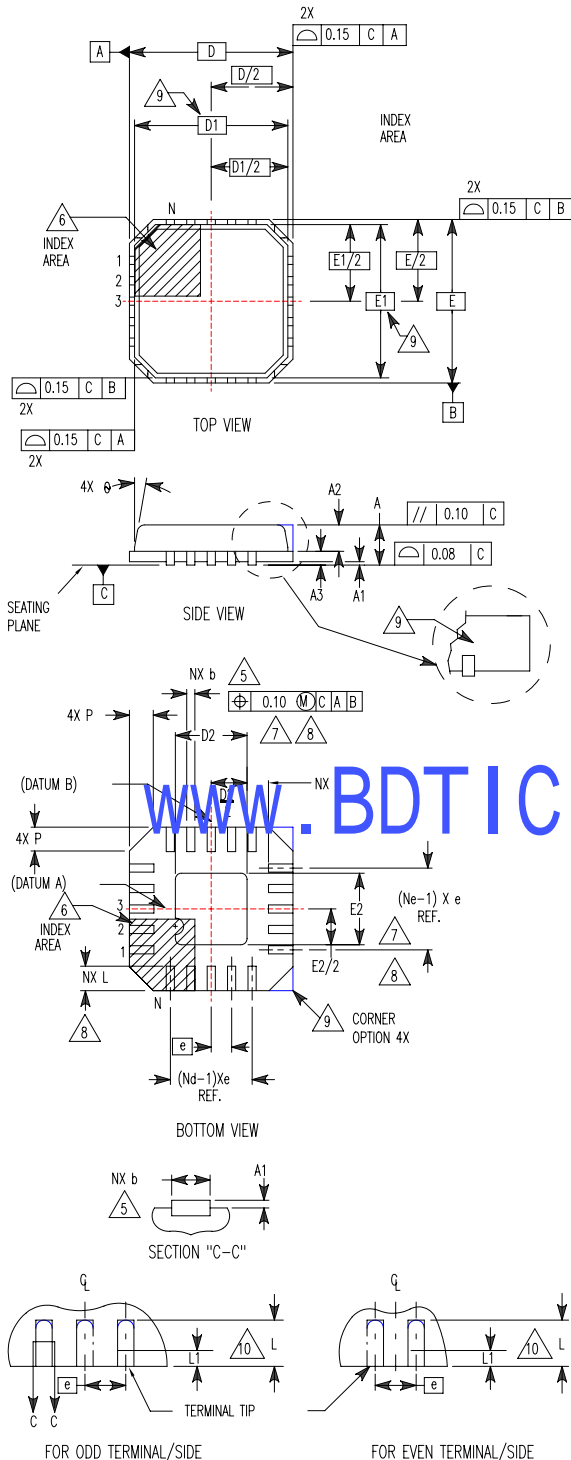 2X
0.15 C A
A
D
D/2
9
D1
INDEX
AREA
D1/2
2X
0.15 C B
N
6
INDEX
AREA
1
2
3
E1/2
E/2
E1
E
9
0.15 C B
2X
B
0.15 C A
2X
TOP VIEW
4X θ
A2
A
// 0.10 C
0.08 C
C
A3
A1
SEATING
PLANE
SIDE VIEW
9
NX b
5
0.10 M C A B
4X P
D2
7
8
(DATUM B)
NX
WWW.BDTIC
4X P
(DATUM A)
3
2
1
6
INDEX
AREA
E2
E2/2
(Ne-1) X e
REF.
7
8
NX L
8
N
9
CORNER
OPTION 4X
e
(Nd-1)Xe
REF.
BOTTOM VIEW
NX b
A1
5
SECTION "C-C"
C
L
C
L
L
10
L1
L
10
L1
e
TERMINAL TIP
e
C C
FOR ODD TERMINAL/SIDE
FOR EVEN TERMINAL/SIDE